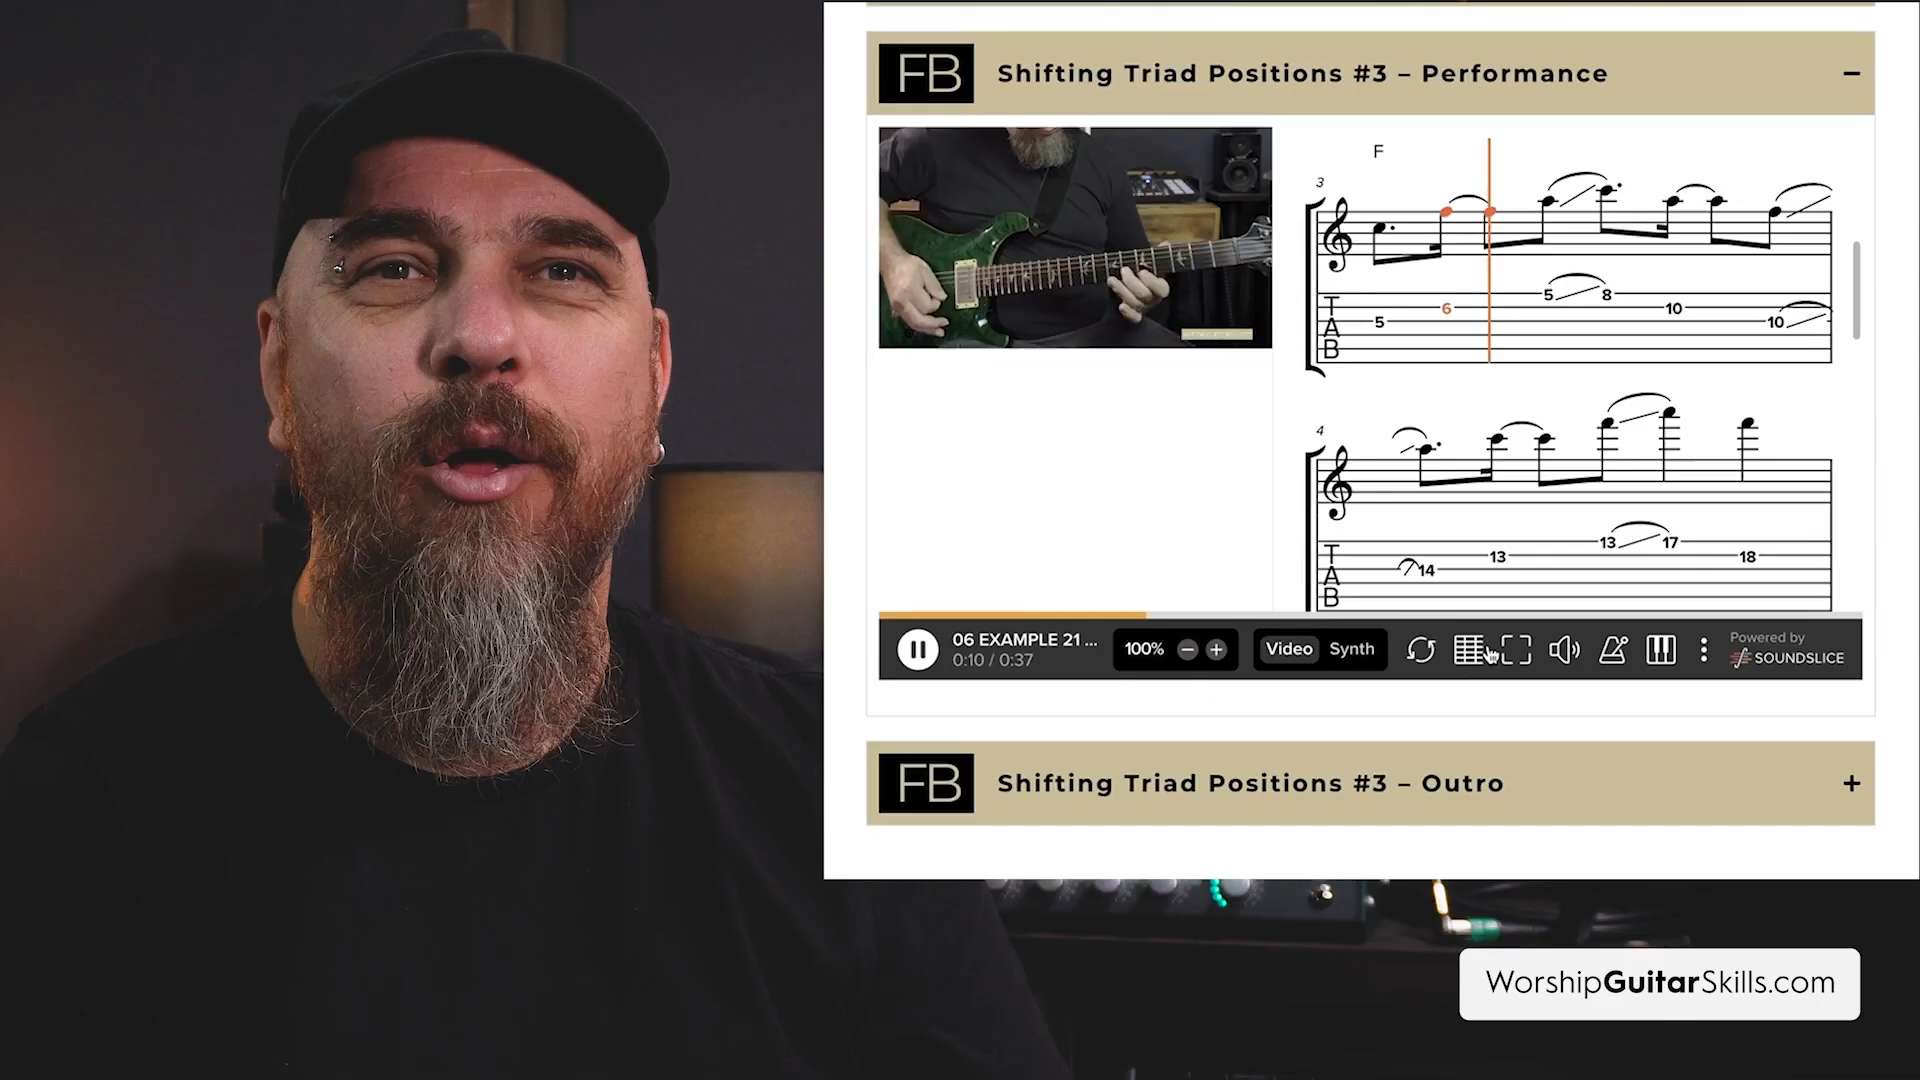 FB Shifting Triad Positions #3 – Performance –
F
3
5 6 5 8 10 10
T
A
B
4
14 13 13 17 18
T
A
B
06 EXAMPLE 21 ...
0:10 / 0:37
100% – +
Video Synth
Powered by
SOUNDSLICE
FB Shifting Triad Positions #3 – Outro +
WorshipGuitarSkills.com